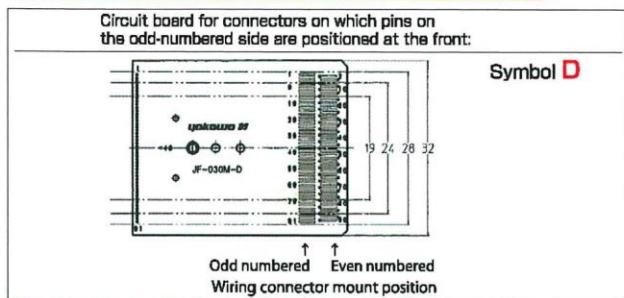 Circuit board for connectors on which pins on
the odd-numbered side are positioned at the front:
Symbol D
yokowo
JF-030M-D
19 24 28 32
Odd numbered Even numbered
Wiring connector mount position